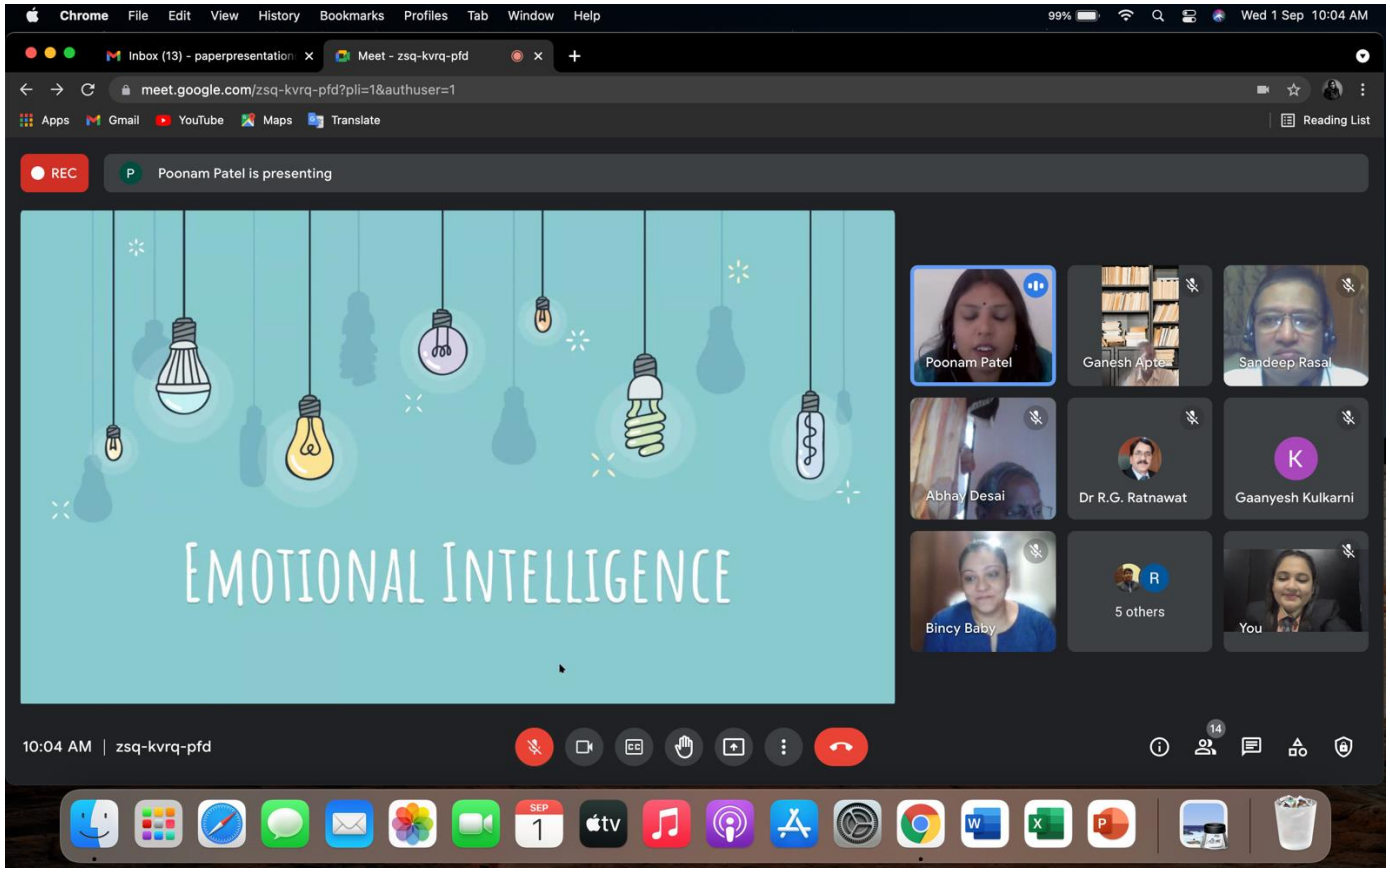 Chrome File Edit View History Bookmarks Profiles Tab Window Help 99% Wed 1 Sep 10:04 AM
Inbox (13) - paperpresentation Meet - zsq-kvrq-pfd
meet.google.com/zsq-kvrq-pfd?pli=1&authuser=1
Apps Gmail YouTube Maps Translate Reading List
REC P Poonam Patel is presenting
EMOTIONAL INTELLIGENCE
Poonam Patel Ganesh Apte Sandeep Rasal
K
Abhay Desai Dr R.G. Ratnawat Gaanyesh Kulkarni
R
5 others
Bincy Baby You
10:04 AM | zsq-kvrq-pfd CC 14
SEP
1 tv W X P